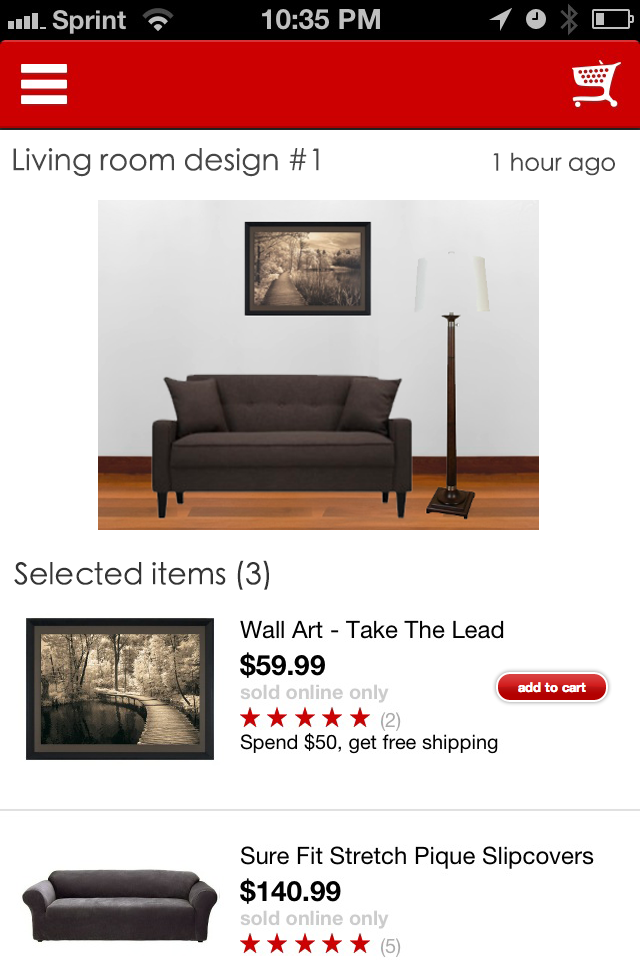 Sprint 10:35 PM
Living room design #1 1 hour ago
Selected items (3)
Wall Art - Take The Lead
$59.99
sold online only
add to cart
(2)
Spend $50, get free shipping
Sure Fit Stretch Pique Slipcovers
$140.99
sold online only
(5)